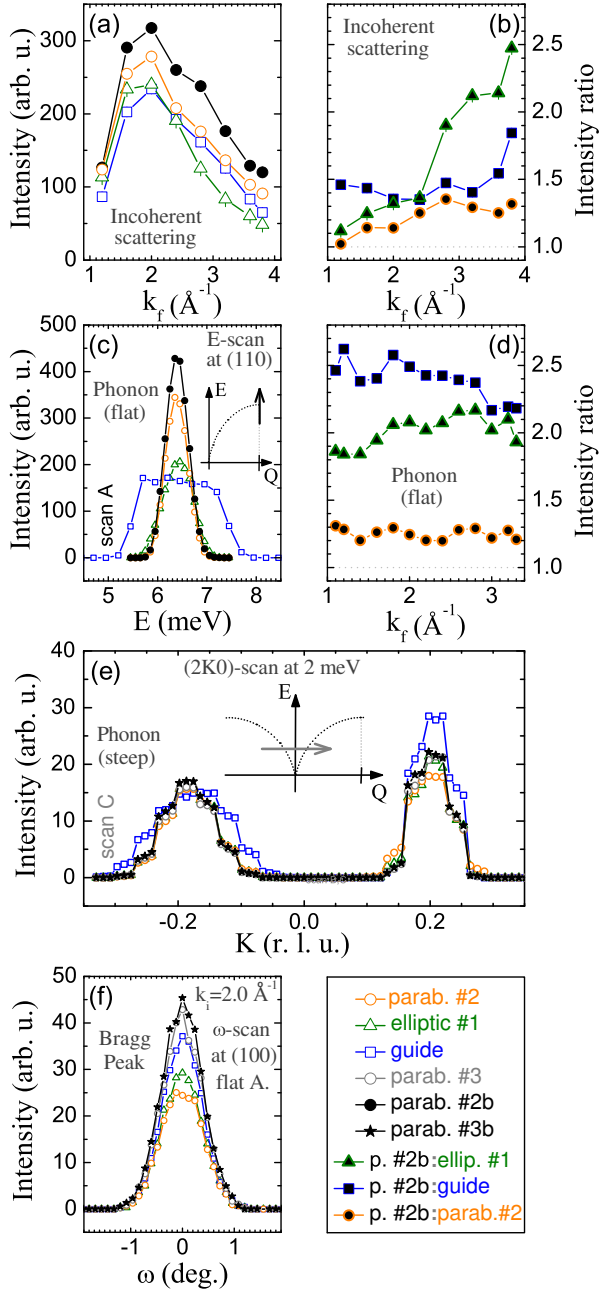 (a)
Incoherent
scattering
Intensity (arb. u.)
300
200
100
0
1 2 3 4
k_f (Å⁻¹)
(b)
Incoherent
scattering
Intensity ratio
2.5
2.0
1.5
1.0
1 2 3 4
k_f (Å⁻¹)
(c)
E-scan
at (110)
Phonon
(flat)
E
Q
scan A
Intensity (arb. u.)
500
400
300
200
100
0
5 6 7 8
E (meV)
(d)
Phonon
(flat)
Intensity ratio
2.5
2.0
1.5
1.0
1 2 3
k_f (Å⁻¹)
(e)
(2K0)-scan at 2 meV
Phonon
(steep)
E
Q
scan C
Intensity (arb. u.)
40
30
20
10
0
-0.2 0.0 0.2
K (r. l. u.)
(f)
k_i=2.0 Å⁻¹
Bragg
Peak
ω-scan
at (100)
flat A.
Intensity (arb. u.)
50
40
30
20
10
0
-1 0 1
ω (deg.)
parab. #2
elliptic #1
guide
parab. #3
parab. #2b
parab. #3b
p. #2b:ellip. #1
p. #2b:guide
p. #2b:parab.#2